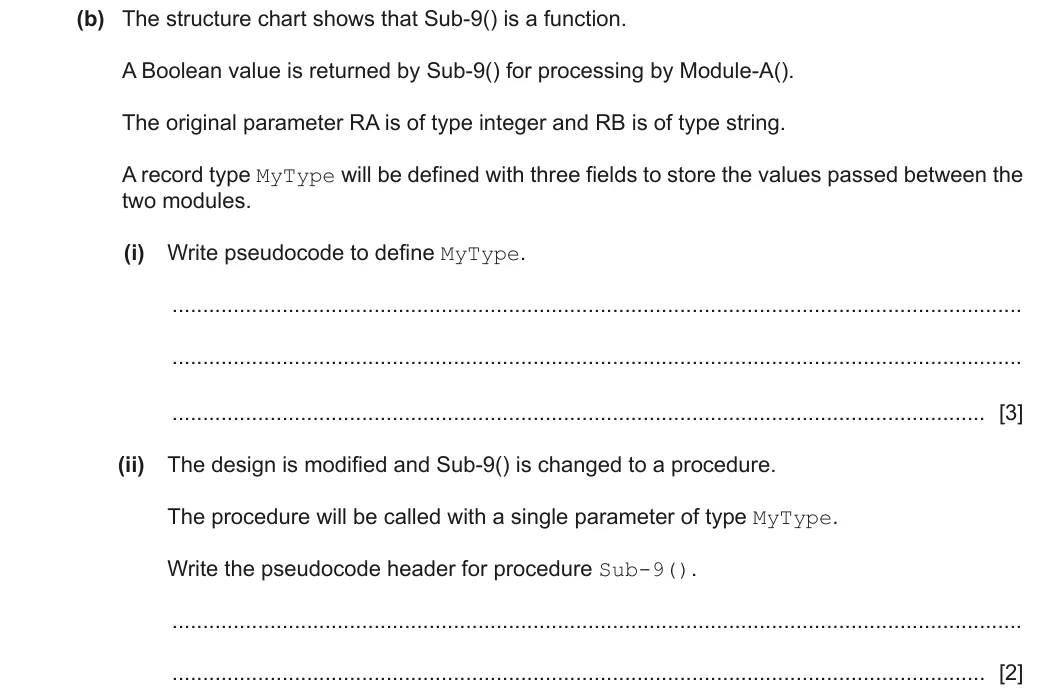 (b) The structure chart shows that Sub-9() is a function.
A Boolean value is returned by Sub-9() for processing by Module-A().
The original parameter RA is of type integer and RB is of type string.
A record type MyType will be defined with three fields to store the values passed between the
two modules.
(i) Write pseudocode to define MyType.
................................................................................
................................................................................
................................................................................ [3]
(ii) The design is modified and Sub-9() is changed to a procedure.
The procedure will be called with a single parameter of type MyType.
Write the pseudocode header for procedure Sub-9().
................................................................................
................................................................................ [2]